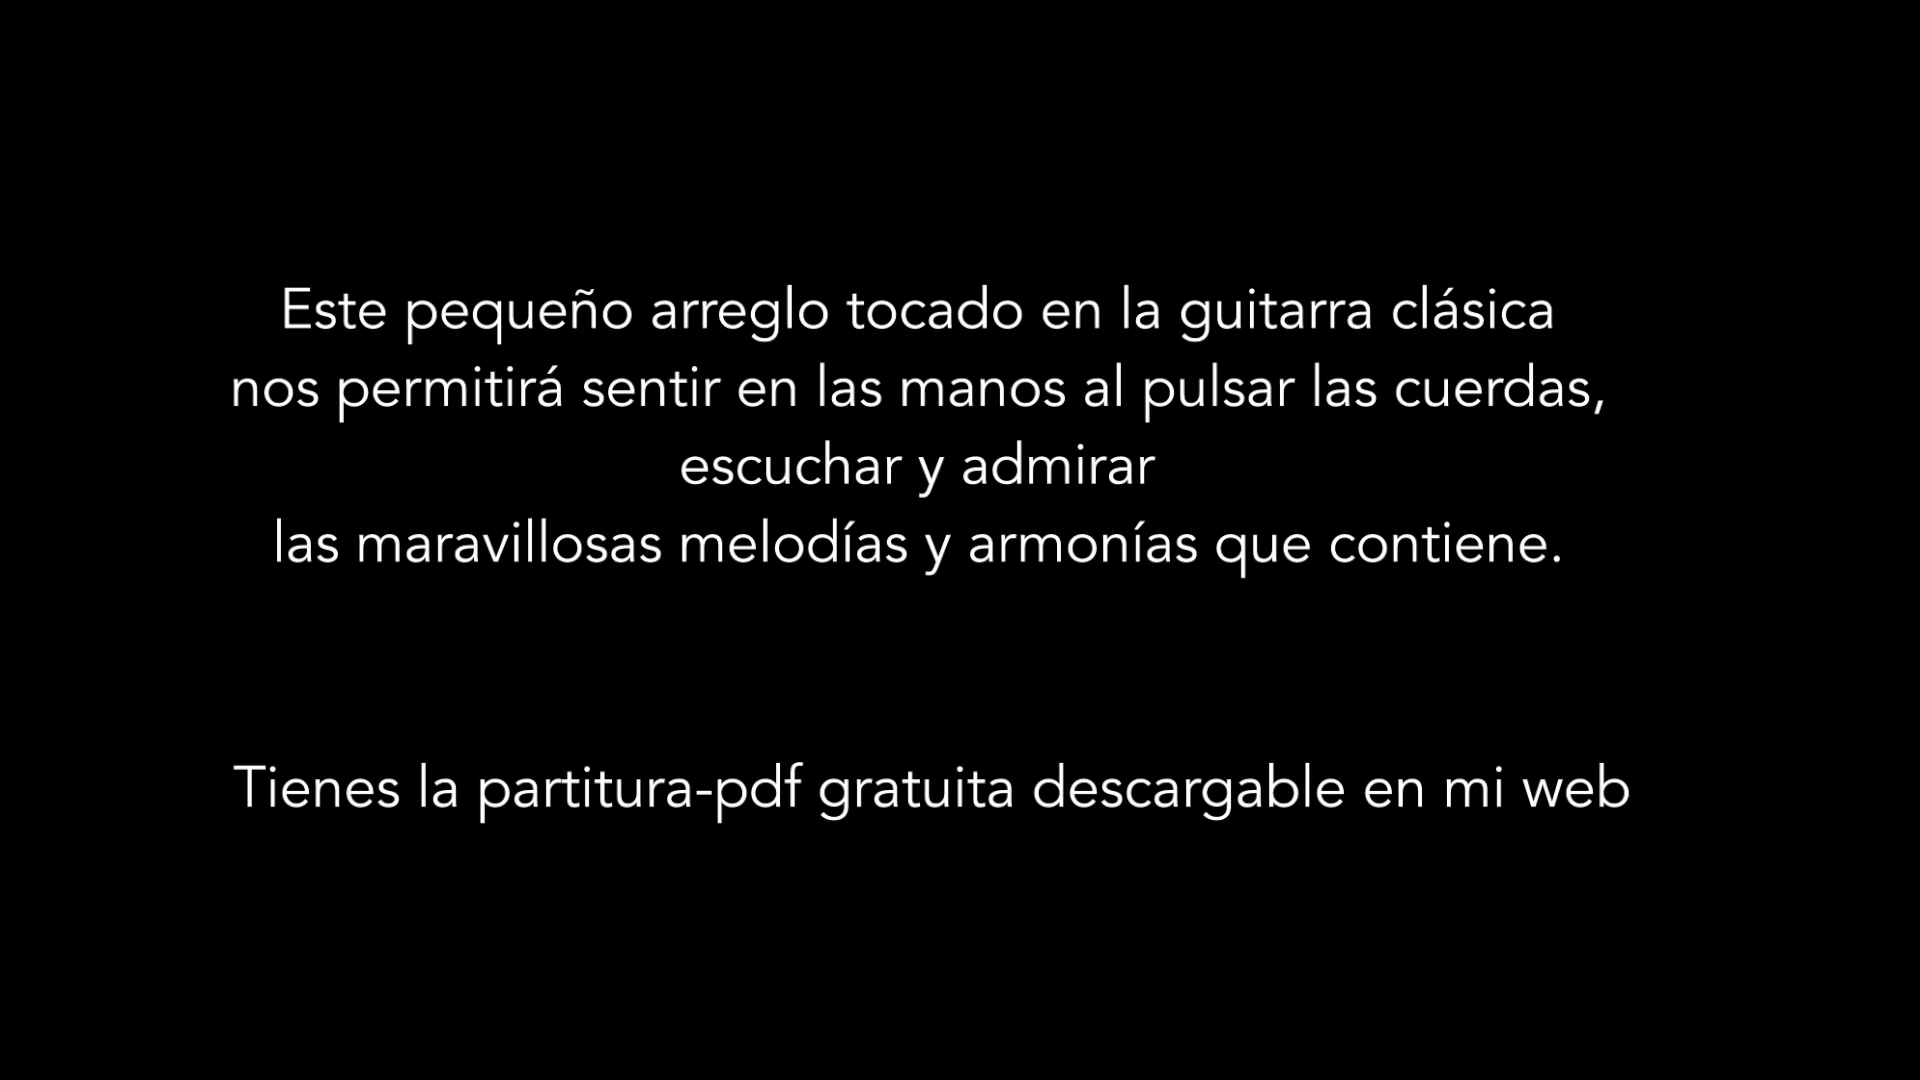 Este pequeño arreglo tocado en la guitarra clásica
nos permitirá sentir en las manos al pulsar las cuerdas,
escuchar y admirar
las maravillosas melodías y armonías que contiene.
Tienes la partitura-pdf gratuita descargable en mi web